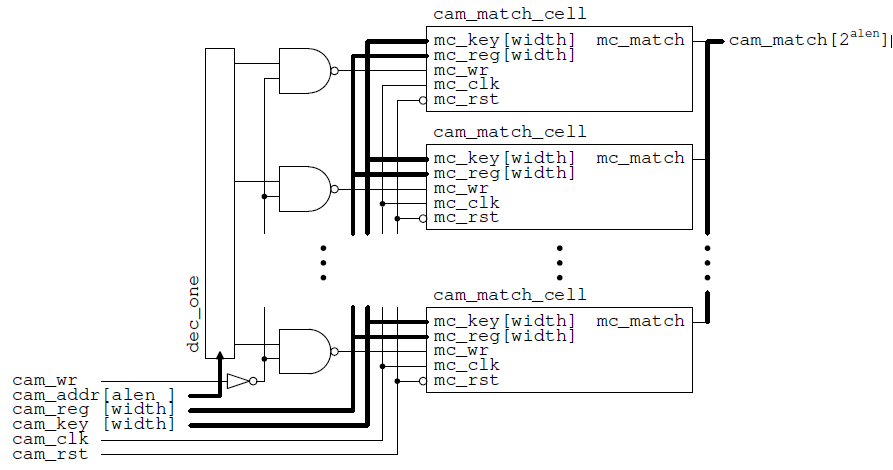 cam_match_cell
mc_key[width] mc_match
mc_reg[width]
mc_wr
mc_clk
mc_rst
cam_match[2^alen]
cam_match_cell
mc_key[width] mc_match
mc_reg[width]
mc_wr
mc_clk
mc_rst
dec_one
cam_match_cell
mc_key[width] mc_match
mc_reg[width]
mc_wr
mc_clk
mc_rst
cam_wr
cam_addr[alen ]
cam_reg [width]
cam_key [width]
cam_clk
cam_rst